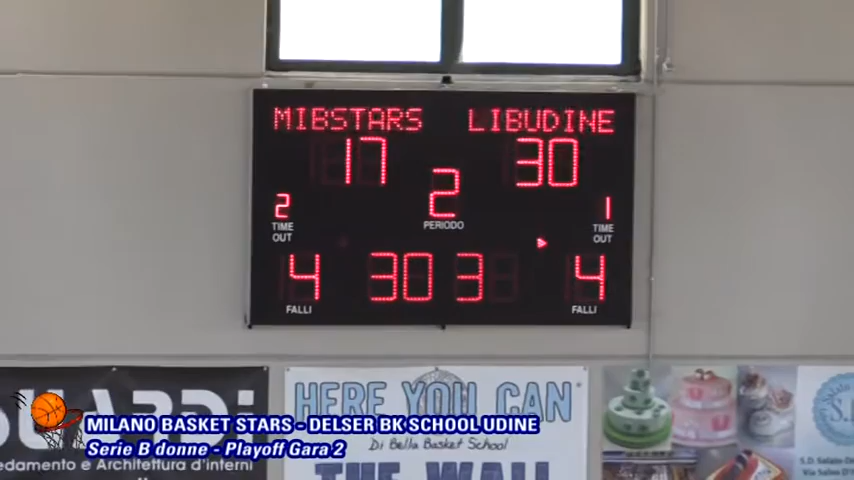 MIBSTARS LIBUDINE
17 30
2 2 1
TIME OUT PERIODO TIME OUT
4 30 3 4
FALLI FALLI
HERE YOU CAN
Di Bella Basket School
THE WALL
MILANO BASKET STARS - DELSER BK SCHOOL UDINE
Serie B donne - Playoff Gara 2
e Architettura d'Interni